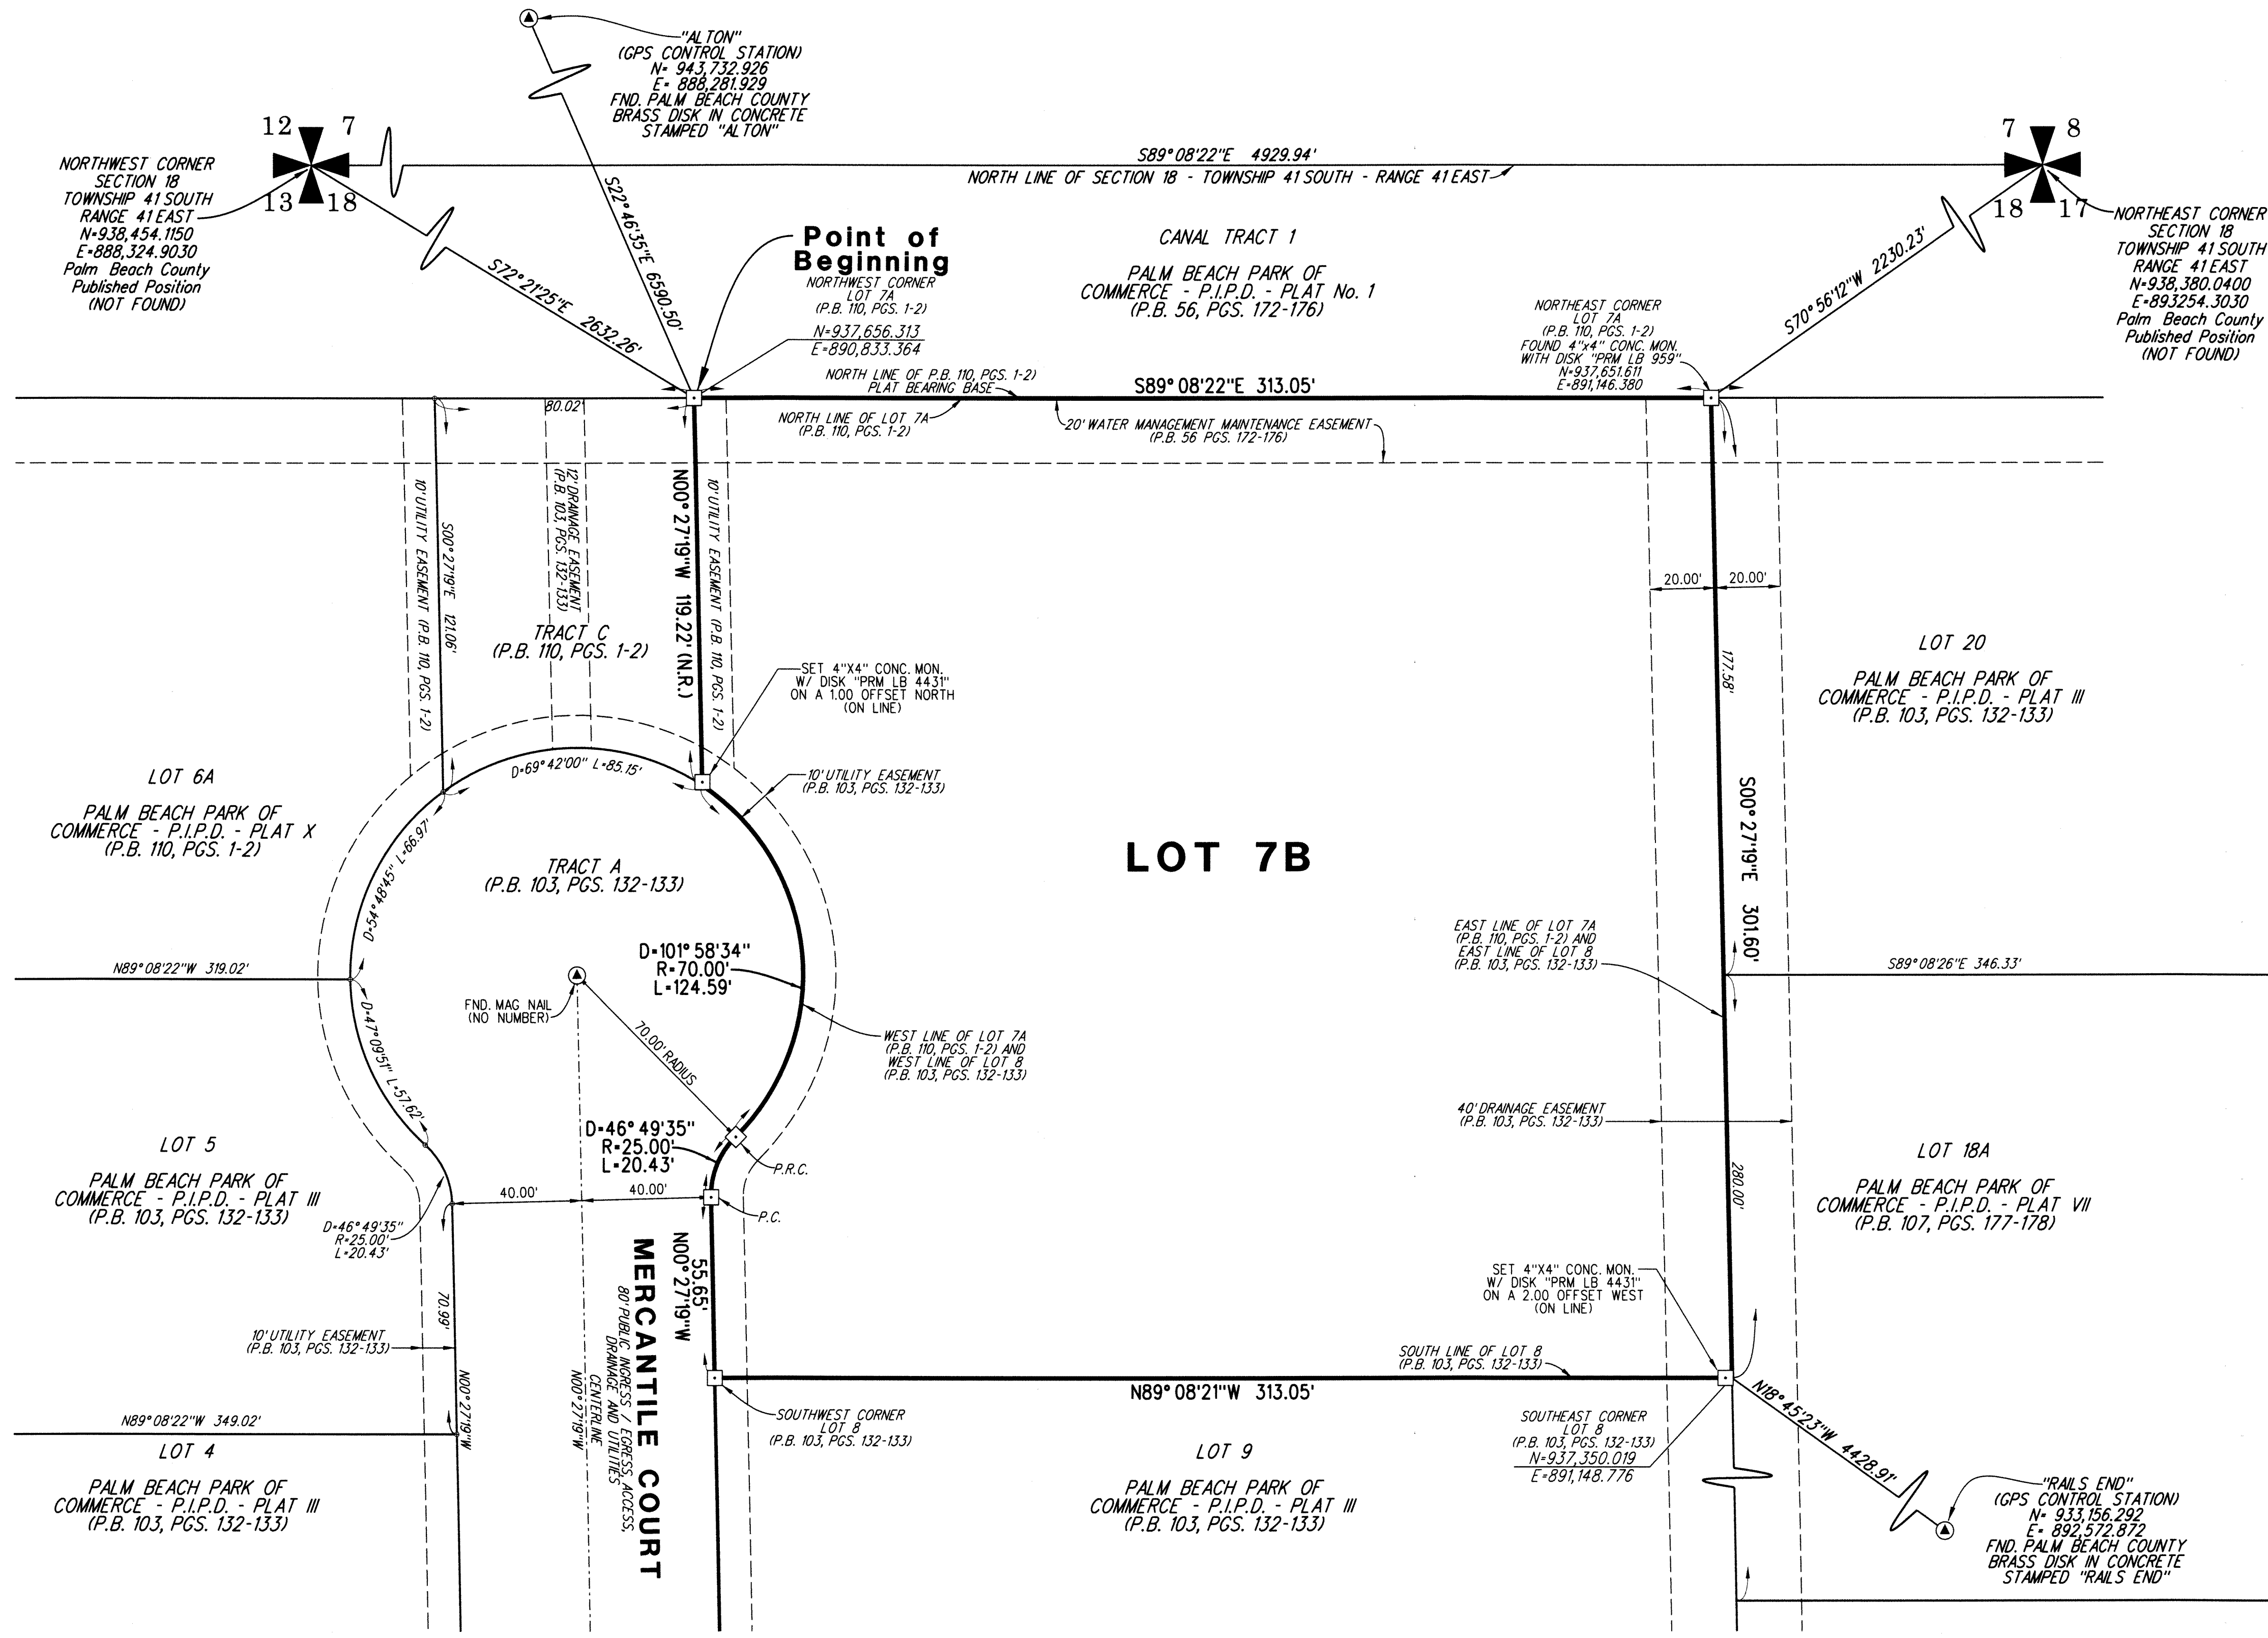 "ALTON"
(GPS CONTROL STATION)
N= 943,732.926
E= 888,281.929
FND. PALM BEACH COUNTY
BRASS DISK IN CONCRETE
STAMPED "ALTON"
12 7
13 18
NORTHWEST CORNER
SECTION 18
TOWNSHIP 41 SOUTH
RANGE 41 EAST
N=938,454.1150
E=888,324.9030
Palm Beach County
Published Position
(NOT FOUND)
S89°08'22"E 4929.94'
NORTH LINE OF SECTION 18 - TOWNSHIP 41 SOUTH - RANGE 41 EAST
7 8
18 17
NORTHEAST CORNER
SECTION 18
TOWNSHIP 41 SOUTH
RANGE 41 EAST
N=938,380.0400
E=893254.3030
Palm Beach County
Published Position
(NOT FOUND)
S22°46'35"E 6590.50'
S72°21'25"E 2632.26'
S70°56'12"W 2230.23'
Point of
Beginning
NORTHWEST CORNER
LOT 7A
(P.B. 110, PGS. 1-2)
N=937,656.313
E=890,833.364
CANAL TRACT 1
PALM BEACH PARK OF
COMMERCE - P.I.P.D. - PLAT No. 1
(P.B. 56, PGS. 172-176)
NORTHEAST CORNER
LOT 7A
(P.B. 110, PGS. 1-2)
FOUND 4"x4" CONC. MON.
WITH DISK "PRM LB 959"
N=937,651.611
E=891,146.380
NORTH LINE OF P.B. 110, PGS. 1-2)
PLAT BEARING BASE
S89°08'22"E 313.05'
80.02'
NORTH LINE OF LOT 7A
(P.B. 110, PGS. 1-2)
20' WATER MANAGEMENT MAINTENANCE EASEMENT
(P.B. 56 PGS. 172-176)
10' UTILITY EASEMENT (P.B. 110, PGS. 1-2)
S00°27'19"E 121.06'
12' DRAINAGE EASEMENT
(P.B. 103, PGS. 132-133)
N00°27'19"W 119.22' (N.R.)
10' UTILITY EASEMENT (P.B. 110, PGS. 1-2)
TRACT C
(P.B. 110, PGS. 1-2)
20.00' 20.00'
177.58'
LOT 20
PALM BEACH PARK OF
COMMERCE - P.I.P.D. - PLAT III
(P.B. 103, PGS. 132-133)
SET 4"X4" CONC. MON.
W/ DISK "PRM LB 4431"
ON A 1.00 OFFSET NORTH
(ON LINE)
D=69°42'00" L=85.15'
10' UTILITY EASEMENT
(P.B. 103, PGS. 132-133)
LOT 6A
PALM BEACH PARK OF
COMMERCE - P.I.P.D. - PLAT X
(P.B. 110, PGS. 1-2)
D=54°48'45" L=66.97'
TRACT A
(P.B. 103, PGS. 132-133)
LOT 7B
S00°27'19"E 301.60'
D=101°58'34"
R=70.00'
L=124.59'
EAST LINE OF LOT 7A
(P.B. 110, PGS. 1-2) AND
EAST LINE OF LOT 8
(P.B. 103, PGS. 132-133)
N89°08'22"W 319.02'
S89°08'26"E 346.33'
FND. MAG NAIL
(NO NUMBER)
70.00' RADIUS
WEST LINE OF LOT 7A
(P.B. 110, PGS. 1-2) AND
WEST LINE OF LOT 8
(P.B. 103, PGS. 132-133)
D=47°09'51" L=57.62'
LOT 5
PALM BEACH PARK OF
COMMERCE - P.I.P.D. - PLAT III
(P.B. 103, PGS. 132-133)
D=46°49'35"
R=25.00'
L=20.43'
P.R.C.
40' DRAINAGE EASEMENT
(P.B. 103, PGS. 132-133)
LOT 18A
PALM BEACH PARK OF
COMMERCE - P.I.P.D. - PLAT VII
(P.B. 107, PGS. 177-178)
280.00'
40.00' 40.00'
P.C.
D=46°49'35"
R=25.00'
L=20.43'
70.99'
55.65'
N00°27'19"W
MERCANTILE COURT
80' PUBLIC INGRESS / EGRESS, ACCESS,
DRAINAGE AND UTILITIES
CENTERLINE
N00°27'19"W
SET 4"X4" CONC. MON.
W/ DISK "PRM LB 4431"
ON A 2.00 OFFSET WEST
(ON LINE)
10' UTILITY EASEMENT
(P.B. 103, PGS. 132-133)
N00°27'19"W
SOUTH LINE OF LOT 8
(P.B. 103, PGS. 132-133)
N89°08'21"W 313.05'
SOUTHWEST CORNER
LOT 8
(P.B. 103, PGS. 132-133)
SOUTHEAST CORNER
LOT 8
(P.B. 103, PGS. 132-133)
N=937,350.019
E=891,148.776
N18°45'23"W 4428.91'
N89°08'22"W 349.02'
LOT 4
PALM BEACH PARK OF
COMMERCE - P.I.P.D. - PLAT III
(P.B. 103, PGS. 132-133)
LOT 9
PALM BEACH PARK OF
COMMERCE - P.I.P.D. - PLAT III
(P.B. 103, PGS. 132-133)
"RAILS END"
(GPS CONTROL STATION)
N= 933,156.292
E= 892,572.872
FND. PALM BEACH COUNTY
BRASS DISK IN CONCRETE
STAMPED "RAILS END"